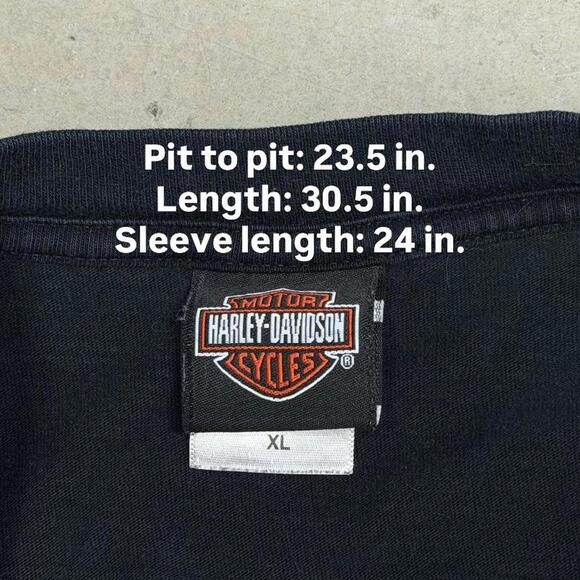 Pit to pit: 23.5 in.
Length: 30.5 in.
Sleeve length: 24 in.
MOTOR
HARLEY-DAVIDSON
CYCLES
®
XL